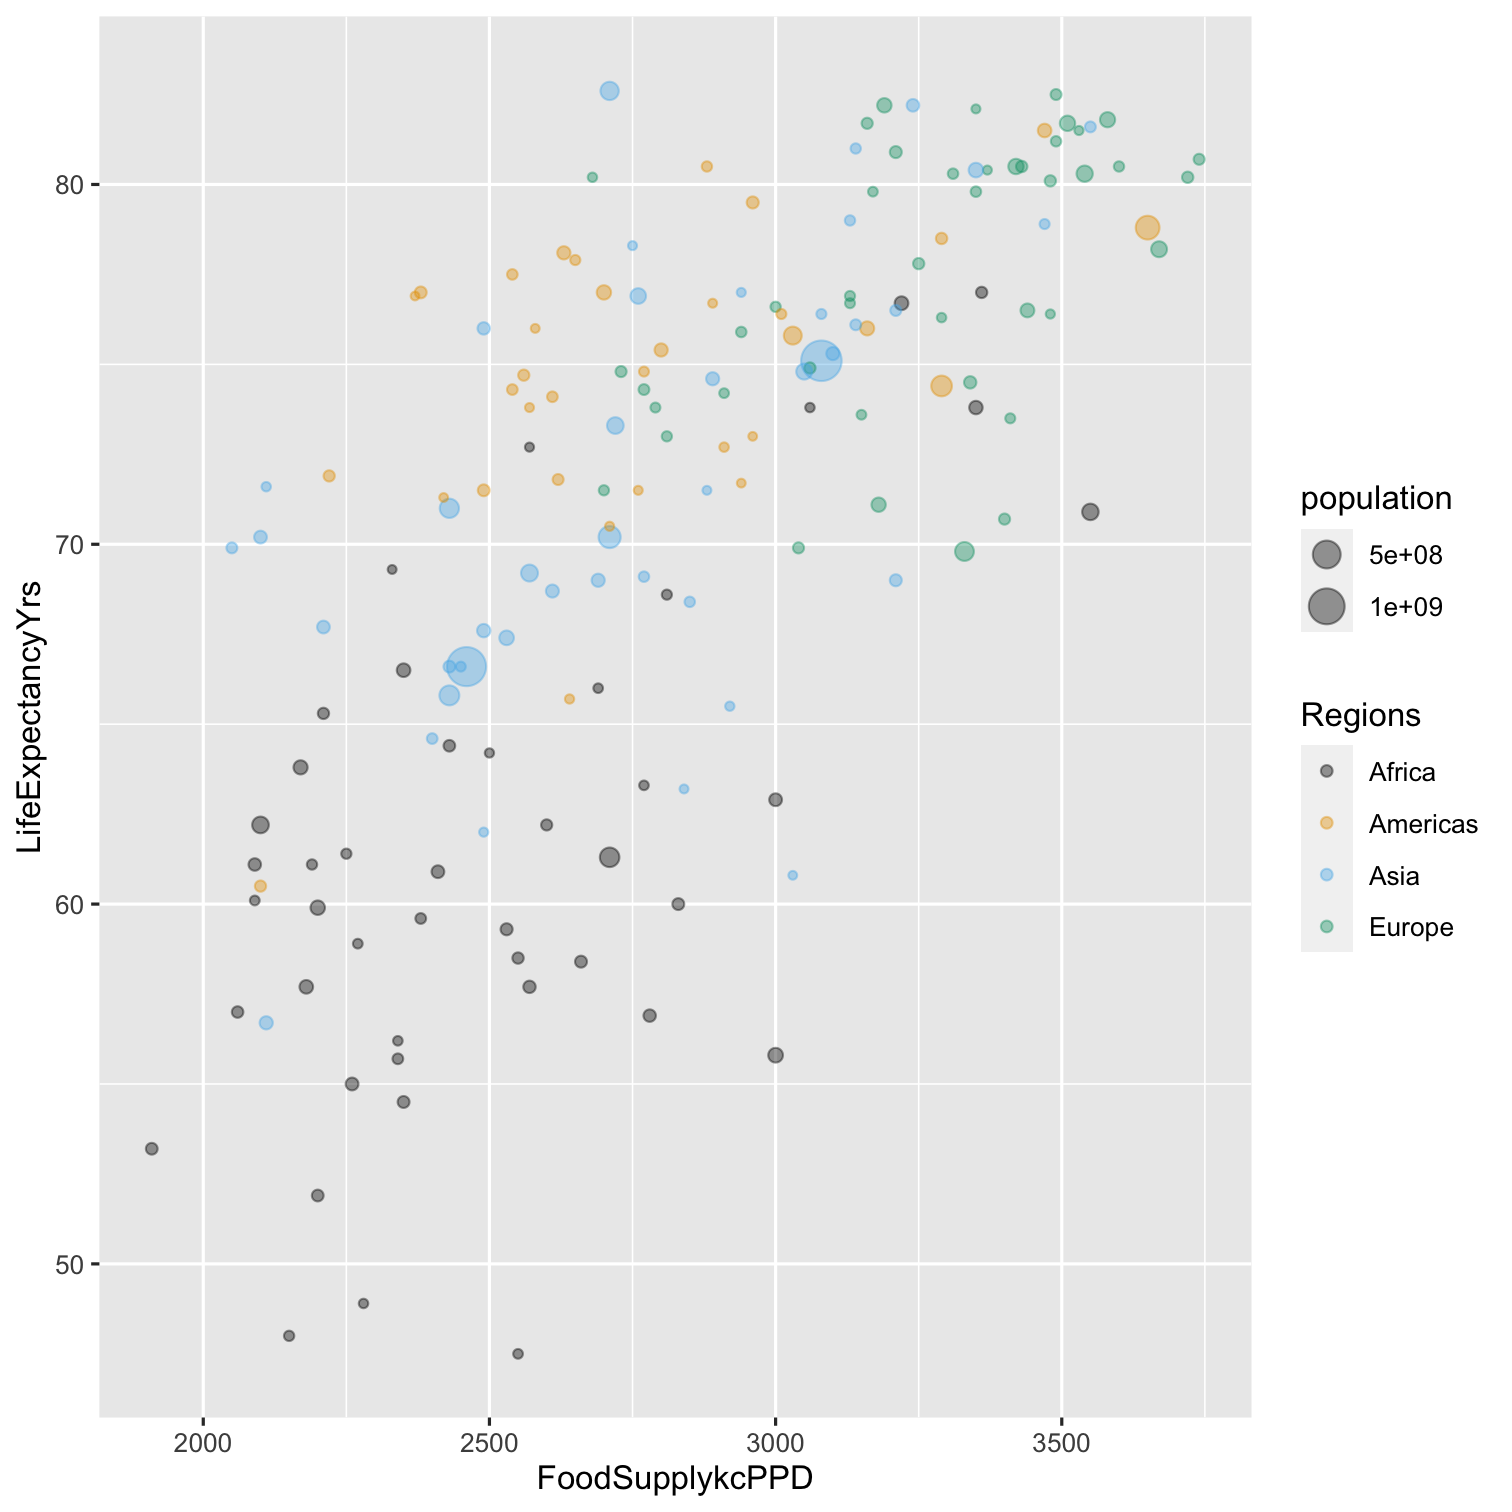 80
70
60
50
LifeExpectancyYrs
2000 2500 3000 3500
FoodSupplykcPPD
population
5e+08
1e+09
Regions
Africa
Americas
Asia
Europe